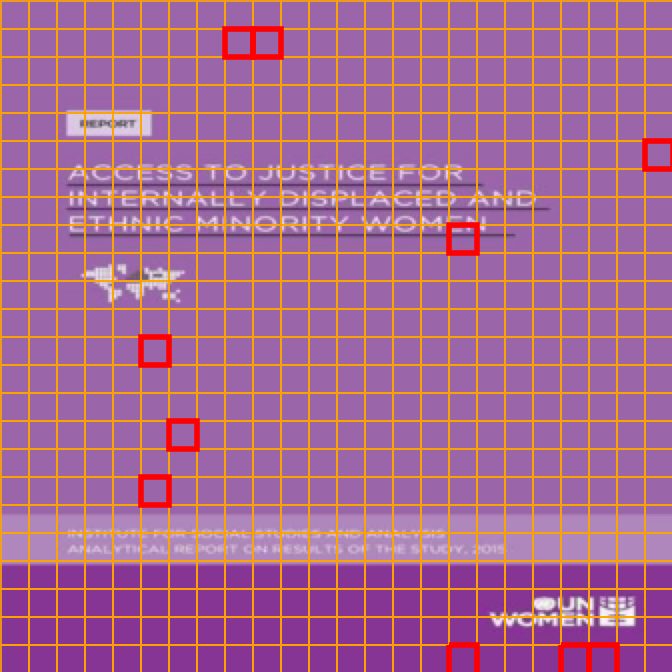 REPORT
ACCESS TO JUSTICE FOR
INTERNALLY DISPLACED AND
ETHNIC MINORITY WOMEN
INSTITUTE FOR SOCIAL STUDIES AND ANALYSIS
ANALYTICAL REPORT ON RESULTS OF THE STUDY, 2015
UN
WOMEN